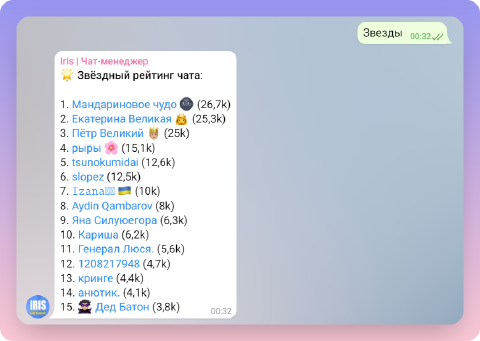 Звезды 00:32
Iris | Чат-менеджер
🌟 Звёздный рейтинг чата:
1. Мандариновое чудо 🌚 (26,7k)
2. Екатерина Великая 👸 (25,3k)
3. Пётр Великий 🤴 (25k)
4. рыры 🌸 (15,1k)
5. tsunokumidai (12,6k)
6. slopez (12,5k)
7. 𝙸𝚣𝚊𝚗𝚊 🇺🇦 (10k)
8. Aydin Qambarov (8k)
9. Яна Силуюегора (6,3k)
10. Кариша (6,2k)
11. Генерал Люся. (5,6k)
12. 1208217948 (4,7k)
13. кринге (4,4k)
14. анютик. (4,1k)
15. Дед Батон (3,8k)
00:32
IRIS